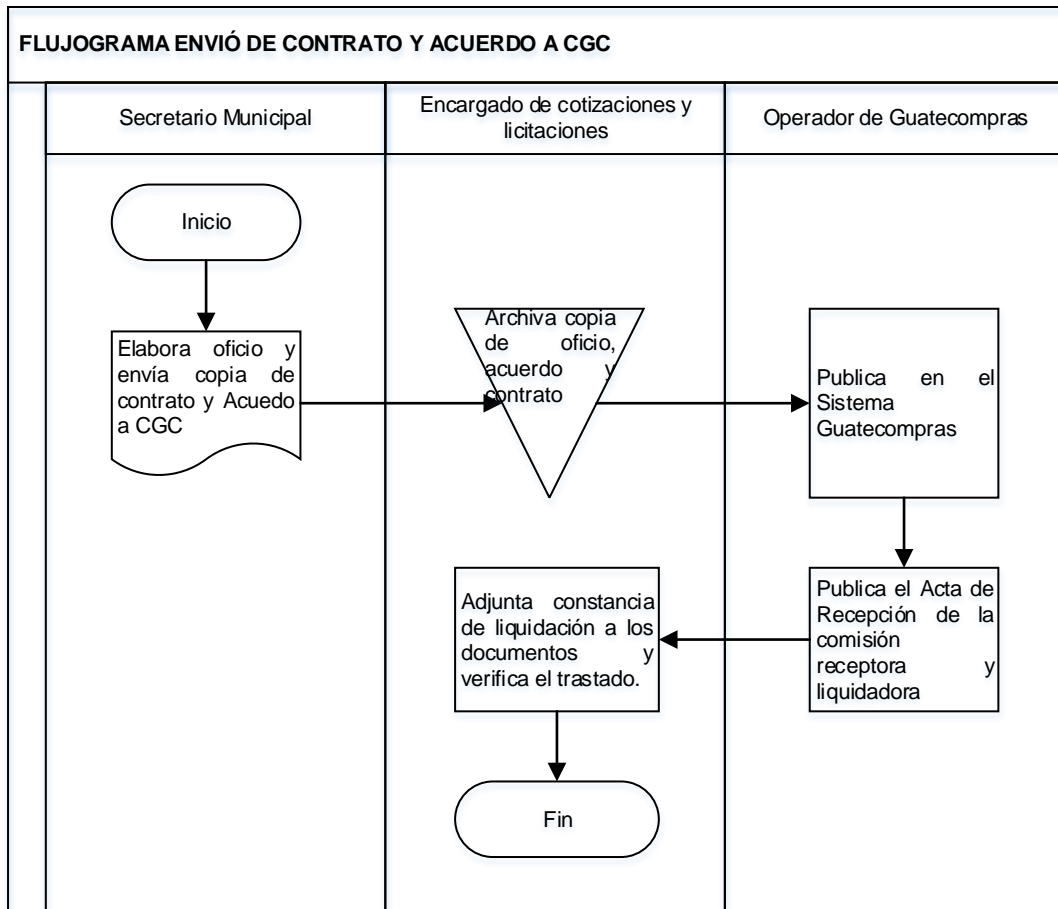 FLUJOGRAMA ENVIÓ DE CONTRATO Y ACUERDO A CGC
Secretario Municipal
Encargado de cotizaciones y
licitaciones
Operador de Guatecompras
Inicio
Elabora oficio y
envía copia de
contrato y Acuedo
a CGC
Archiva copia
de oficio,
acuerdo y
contrato
Publica en el
Sistema
Guatecompras
Publica el Acta de
Recepción de la
comisión
receptora y
liquidadora
Adjunta constancia
de liquidación a los
documentos y
verifica el trastado.
Fin